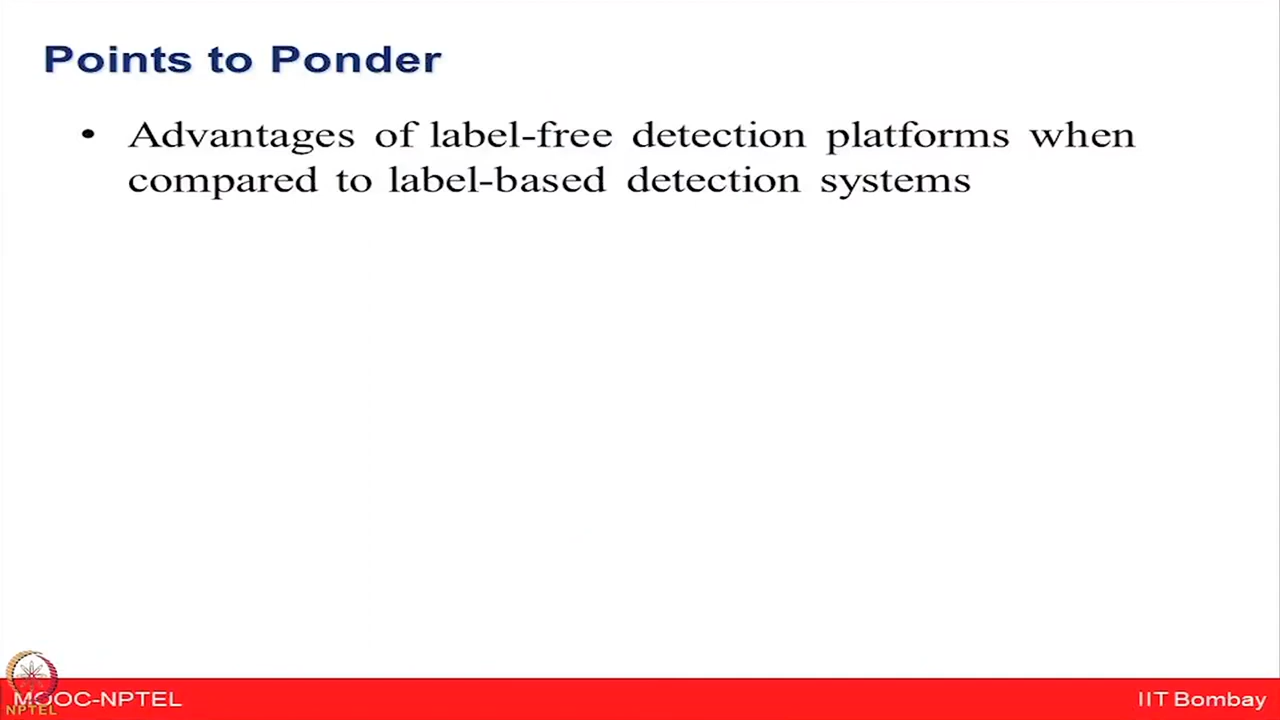 Points to Ponder
• Advantages of label-free detection platforms when
compared to label-based detection systems
MOOC-NPTEL
NPTEL
IIT Bombay